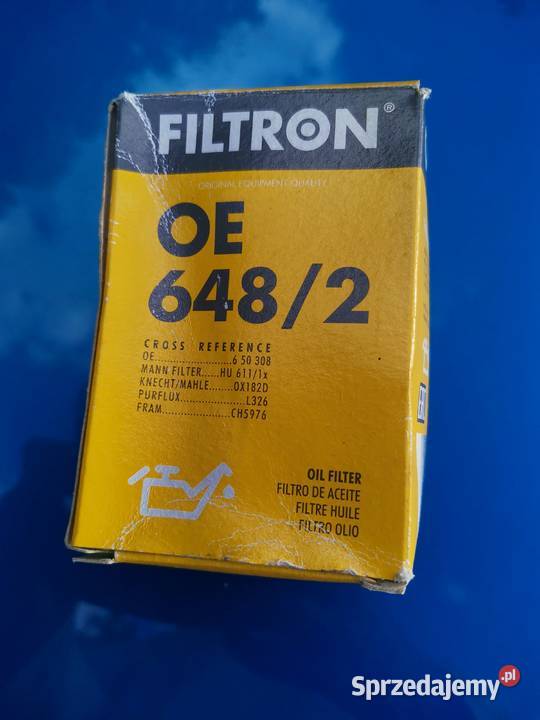 FILTRON®
ORIGINAL EQUIPMENT QUALITY
OE
648/2
CROSS REFERENCE
OE....................6 50 308
MANN FILTER......HU 611/1x
KNECHT/MAHLE.......OX182D
PURFLUX...................L326
FRAM....................CH5976
OIL FILTER
FILTRO DE ACEITE
FILTRE HUILE
FILTRO OLIO
Sprzedajemy.pl